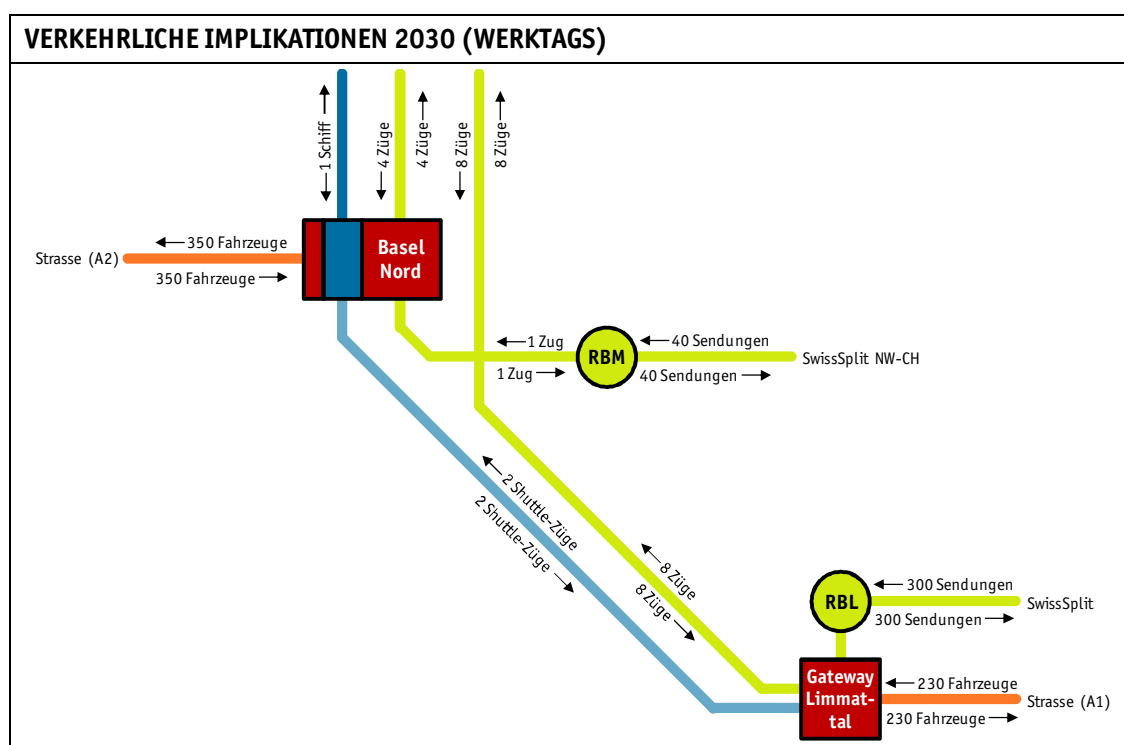 VERKEHRLICHE IMPLIKATIONEN 2030 (WERKTAGS)
1 Schiff
4 Züge
4 Züge
8 Züge
8 Züge
350 Fahrzeuge
Strasse (A2)
350 Fahrzeuge
Basel
Nord
1 Zug
1 Zug
RBM
40 Sendungen
40 Sendungen
SwissSplit NW-CH
2 Shuttle-Züge
2 Shuttle-Züge
8 Züge
8 Züge
RBL
300 Sendungen
300 Sendungen
SwissSplit
Gateway
Limmat-
tal
230 Fahrzeuge
230 Fahrzeuge
Strasse (A1)